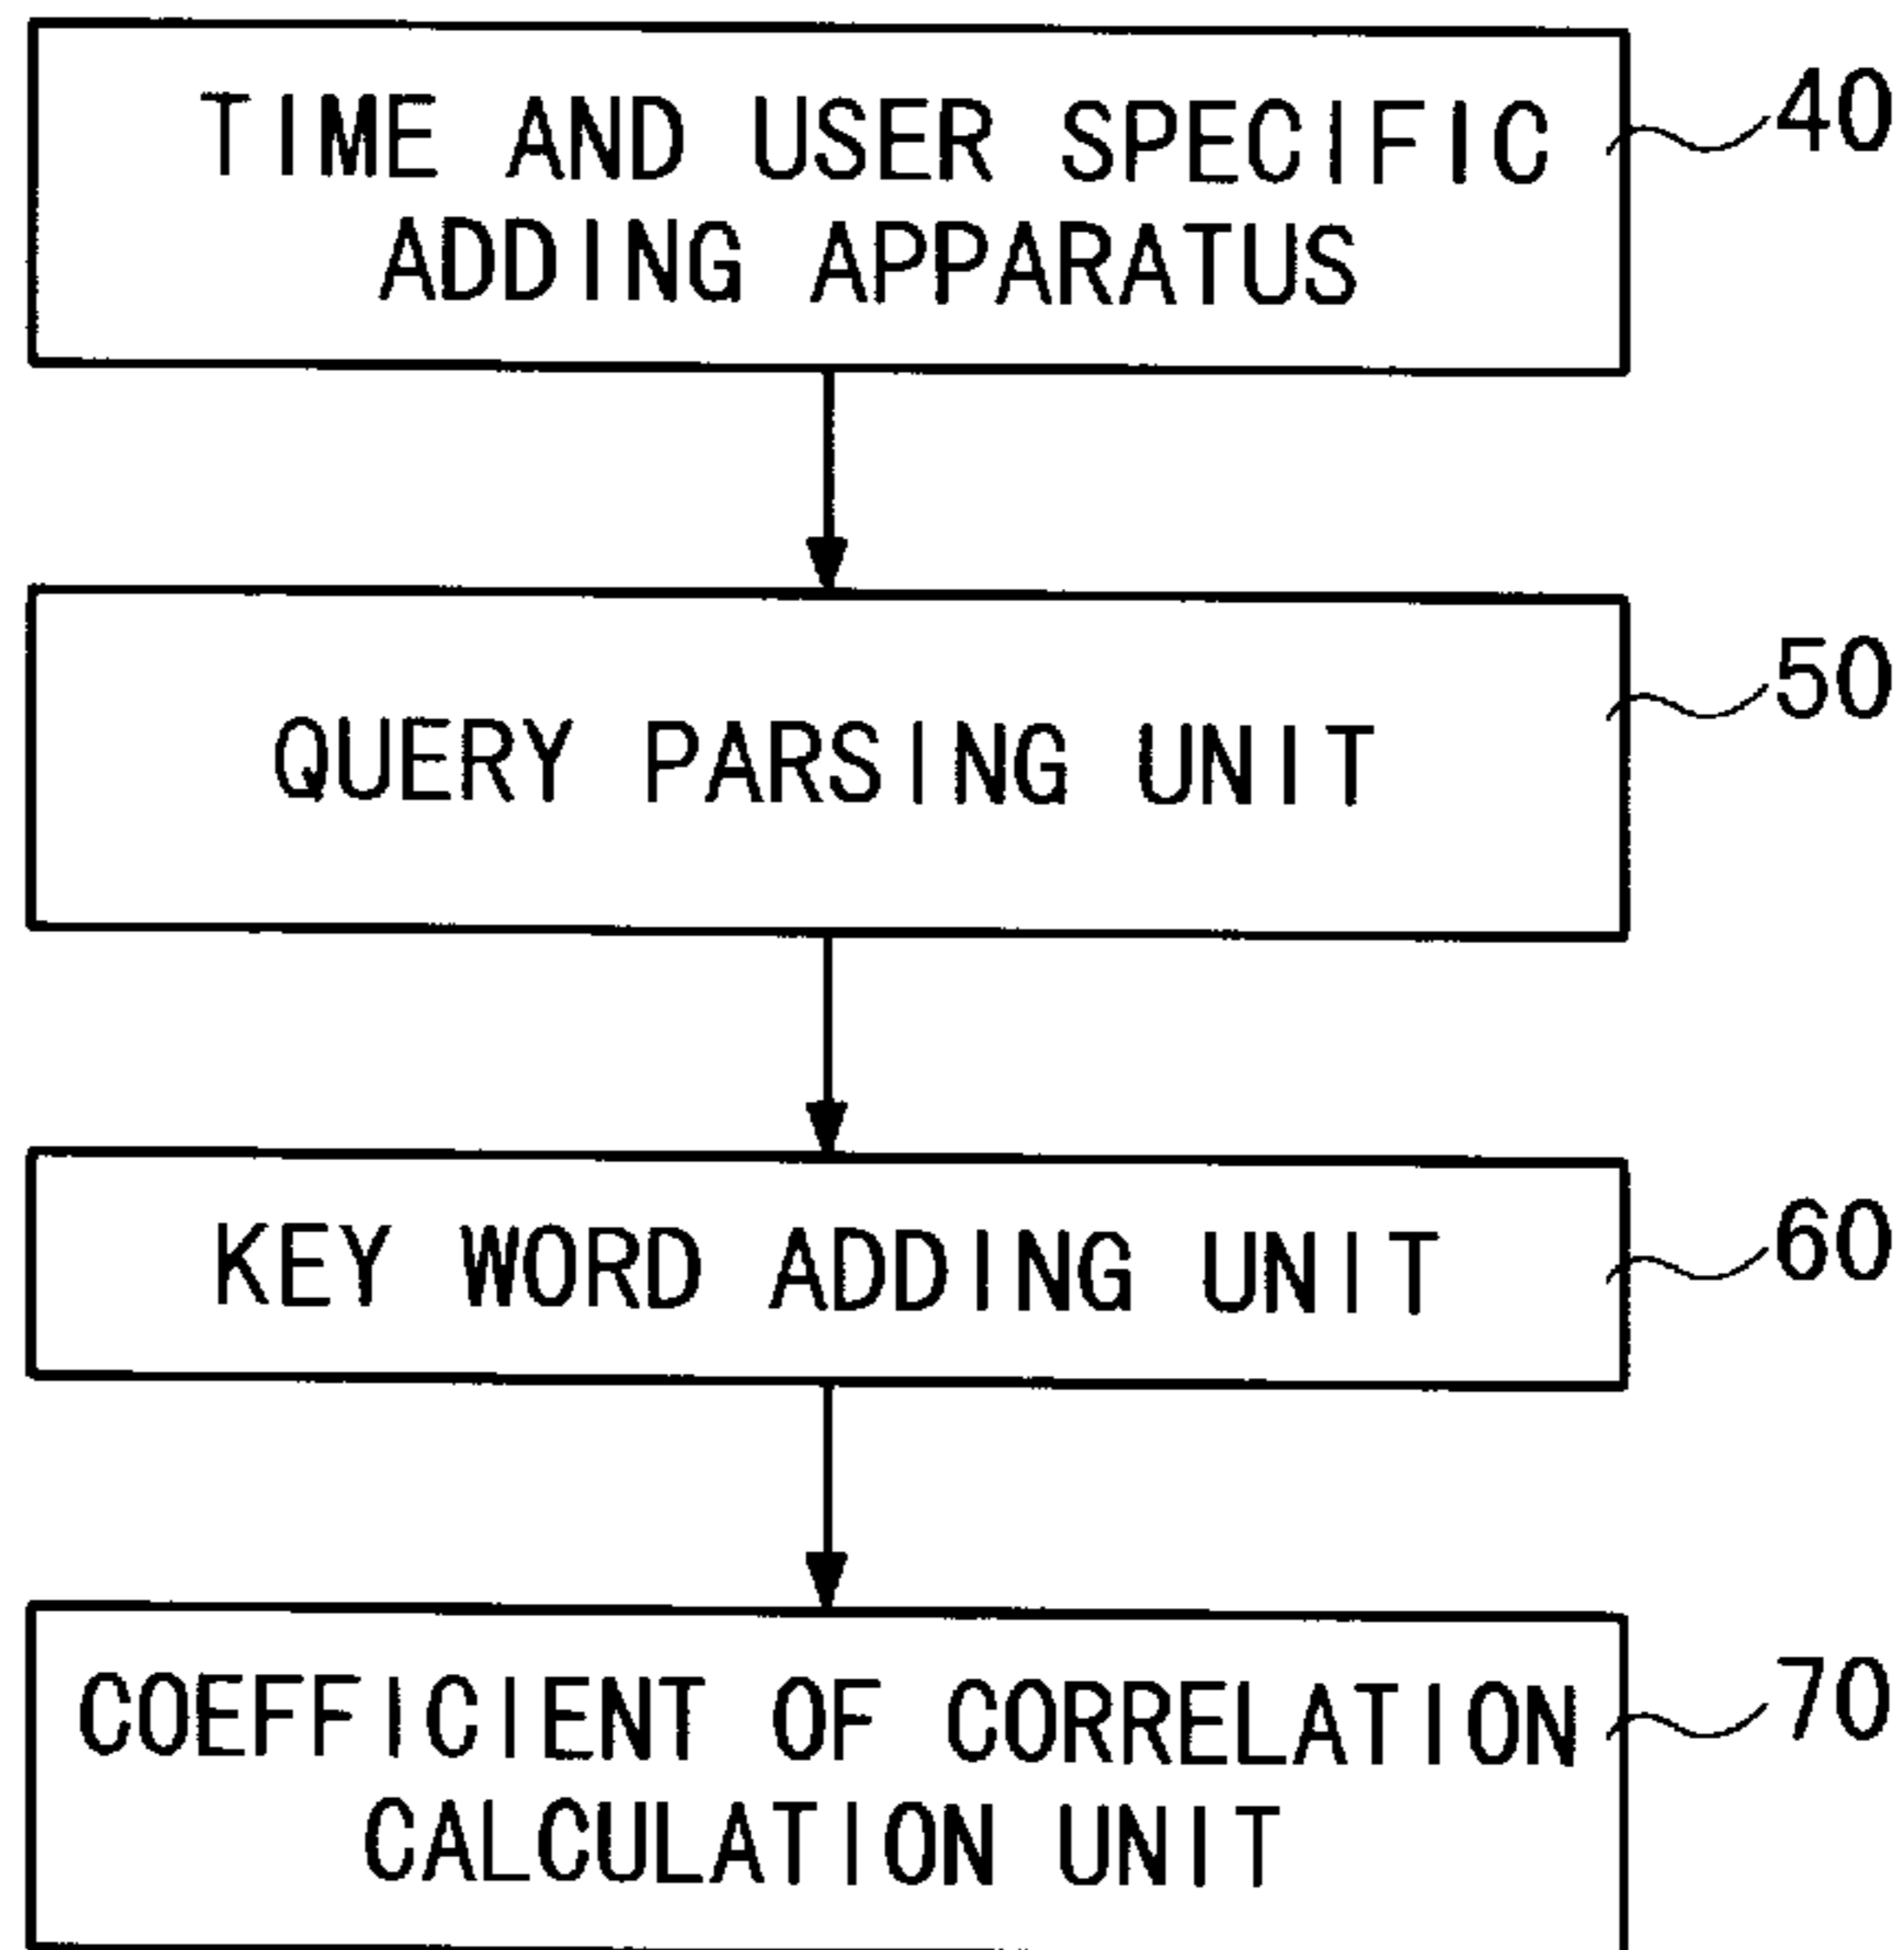 TIME AND USER SPECIFIC
ADDING APPARATUS
40
QUERY PARSING UNIT
50
KEY WORD ADDING UNIT
60
COEFFICIENT OF CORRELATION
CALCULATION UNIT
70